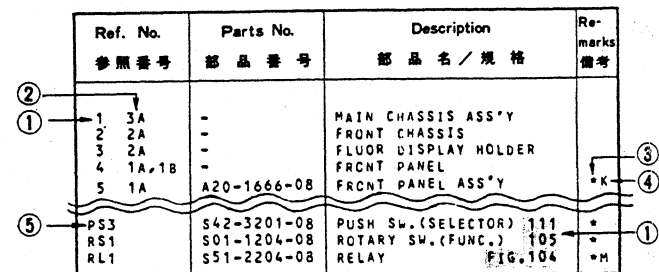 Ref. No. Parts No. Description Re-
marks
参照番号 部品番号 部品名/規格 備考
②
① 1 3A - MAIN CHASSIS ASS'Y
2 2A - FRONT CHASSIS
3 2A - FLUOR DISPLAY HOLDER
4 1A,1B - FRCNT PANEL ③
5 1A A20-1666-08 FRCNT PANEL ASS'Y *K ④
⑤ PS3 S42-3201-08 PUSH SW.(SELECTOR) 111 *
RS1 S01-1204-08 ROTARY SW.(FUNC.) 105 * ①
RL1 S51-2204-08 RELAY FIG.104 *M